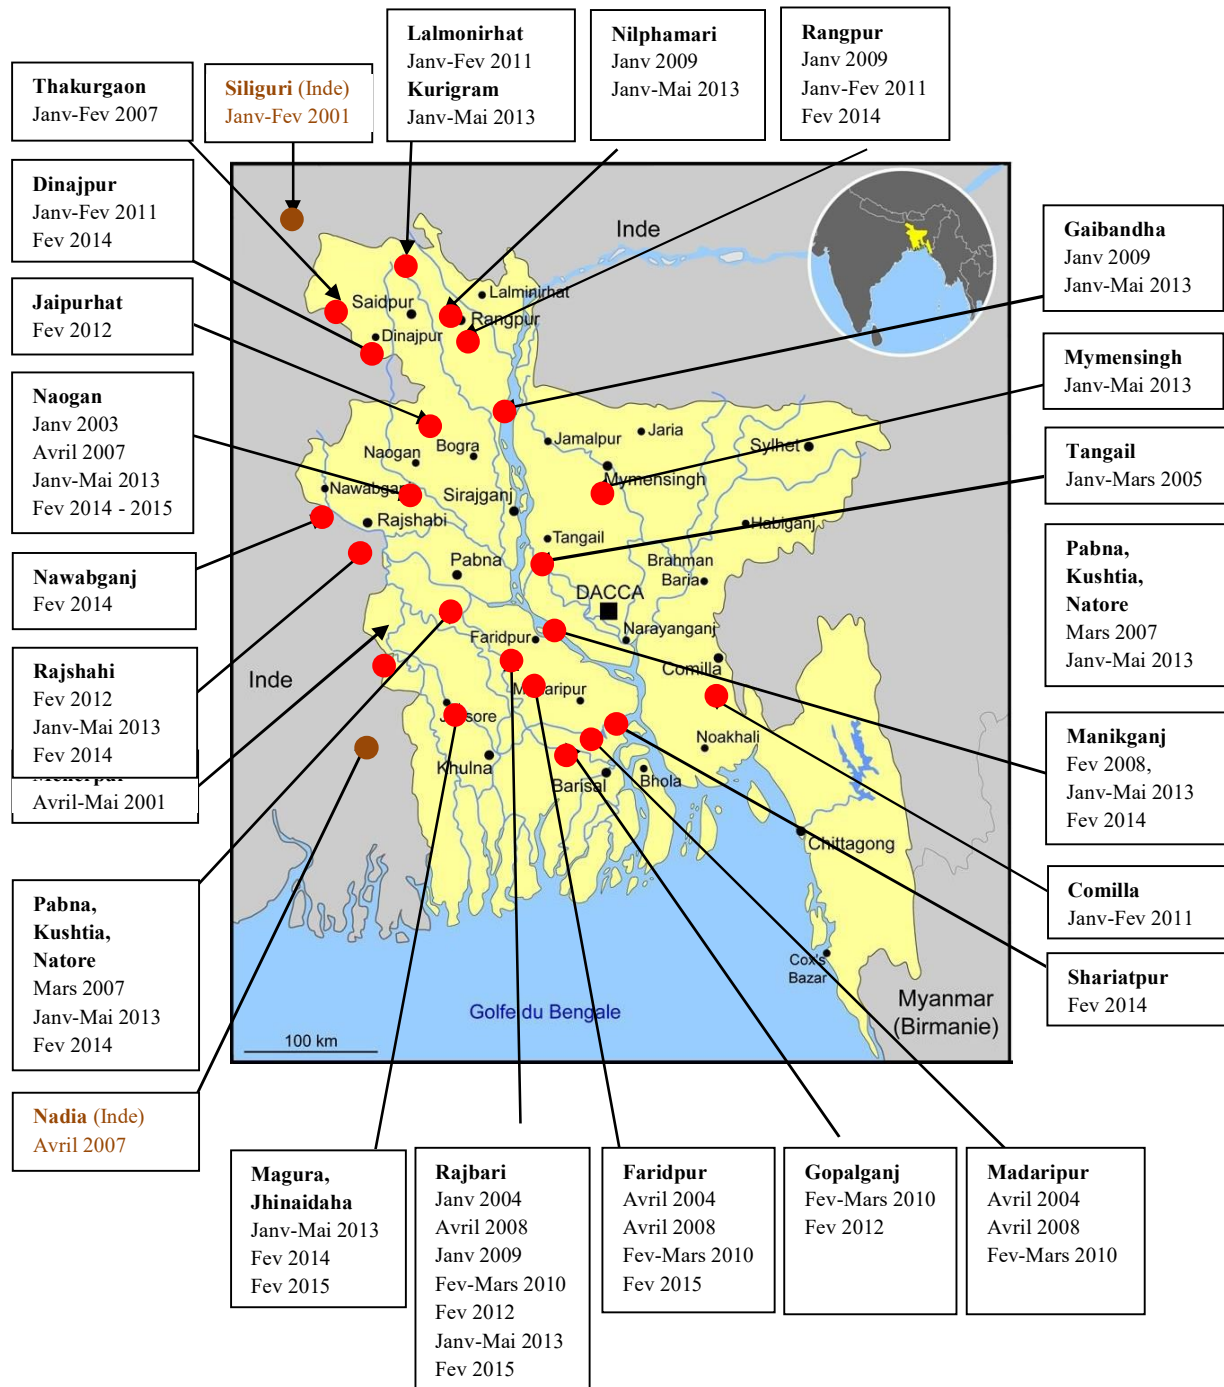 Lalmonirhat
Janv-Fev 2011
Kurigram
Janv-Mai 2013
Nilphamari
Janv 2009
Janv-Mai 2013
Rangpur
Janv 2009
Janv-Fev 2011
Fev 2014
Thakurgaon
Janv-Fev 2007
Siliguri (Inde)
Janv-Fev 2001
Dinajpur
Janv-Fev 2011
Fev 2014
Jaipurhat
Fev 2012
Naogan
Janv 2003
Avril 2007
Janv-Mai 2013
Fev 2014 - 2015
Nawabganj
Fev 2014
Rajshahi
Fev 2012
Janv-Mai 2013
Fev 2014
Avril-Mai 2001
Pabna,
Kushtia,
Natore
Mars 2007
Janv-Mai 2013
Fev 2014
Nadia (Inde)
Avril 2007
Gaibandha
Janv 2009
Janv-Mai 2013
Mymensingh
Janv-Mai 2013
Tangail
Janv-Mars 2005
Pabna,
Kushtia,
Natore
Mars 2007
Janv-Mai 2013
Manikganj
Fev 2008,
Janv-Mai 2013
Fev 2014
Comilla
Janv-Fev 2011
Shariatpur
Fev 2014
Magura,
Jhinaidaha
Janv-Mai 2013
Fev 2014
Fev 2015
Rajbari
Janv 2004
Avril 2008
Janv 2009
Fev-Mars 2010
Fev 2012
Janv-Mai 2013
Fev 2015
Faridpur
Avril 2004
Avril 2008
Fev-Mars 2010
Fev 2015
Gopalganj
Fev-Mars 2010
Fev 2012
Madaripur
Avril 2004
Avril 2008
Fev-Mars 2010
Inde
Lalminirhat
Saidpur
Rangpur
Dinajpur
Jamalpur
Jaria
Sylhet
Bogra
Naogan
Mymensingh
Sirajganj
Rajshabi
Habiganj
Tangail
Pabna
Brahman
Baria
DACCA
Faridpur
Narayanganj
Comilla
Inde
Noakhali
Khulna
Barisal
Bhola
Chittagong
Cox's
Bazar
Myanmar
(Birmanie)
Golfe du Bengale
100 km